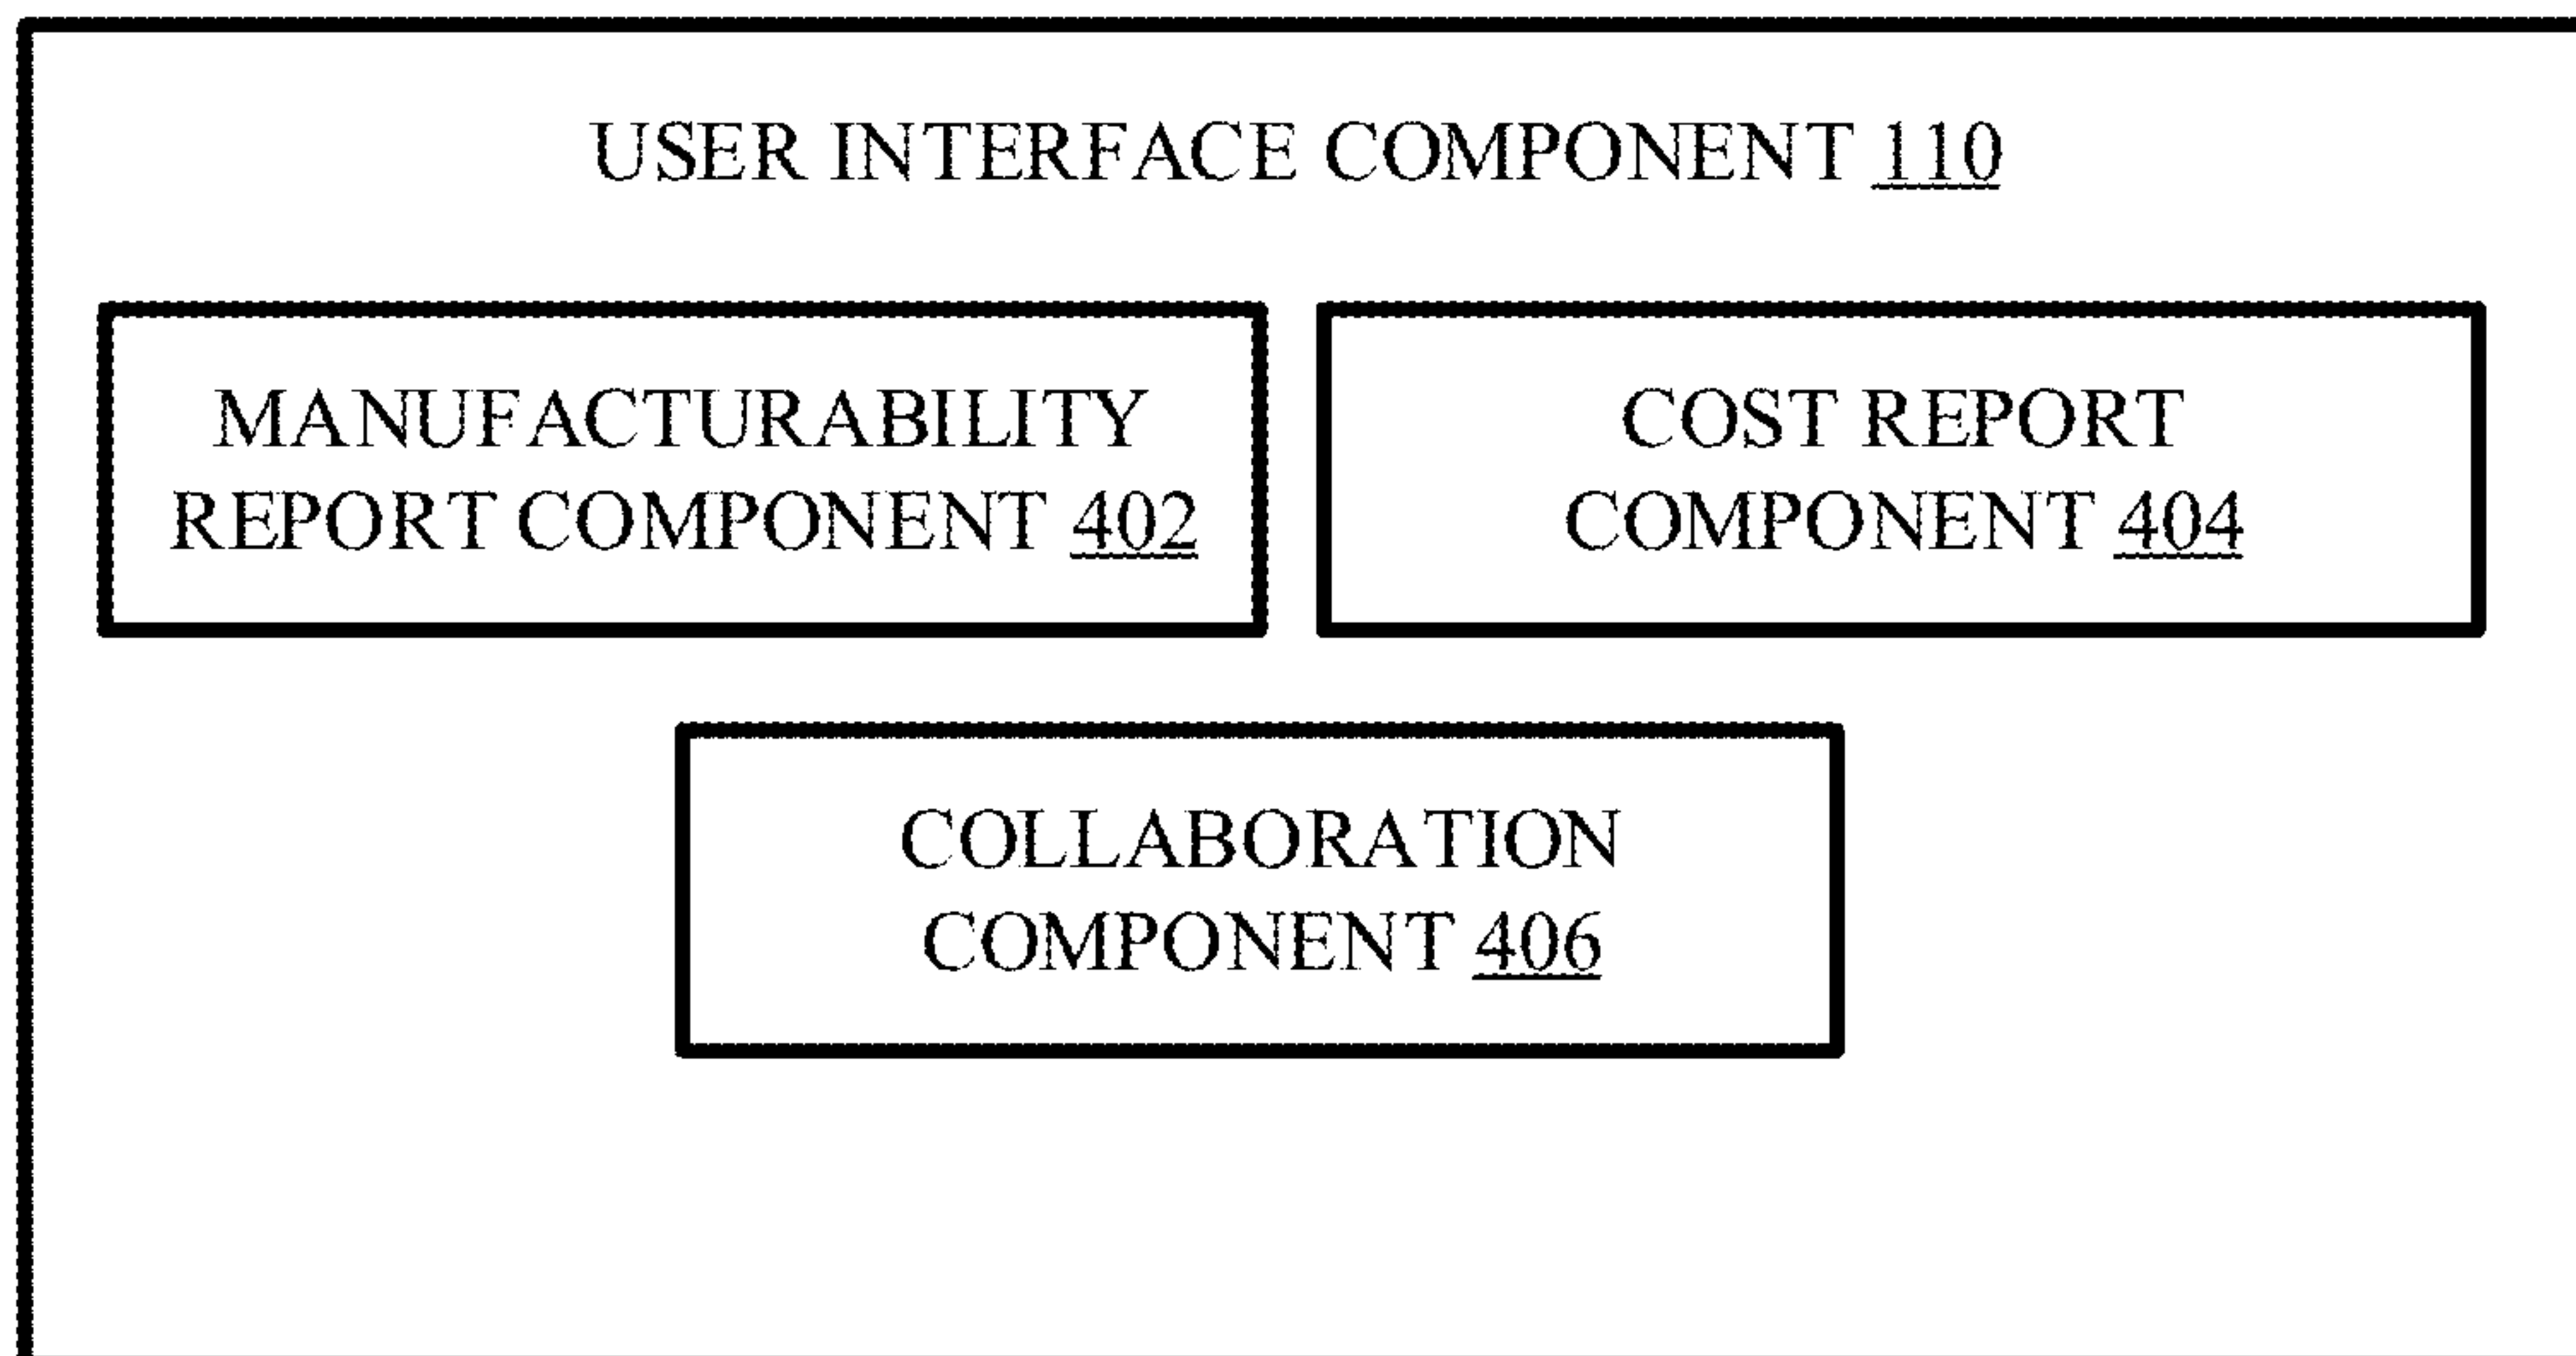 USER INTERFACE COMPONENT 110
MANUFACTURABILITY
REPORT COMPONENT 402
COST REPORT
COMPONENT 404
COLLABORATION
COMPONENT 406